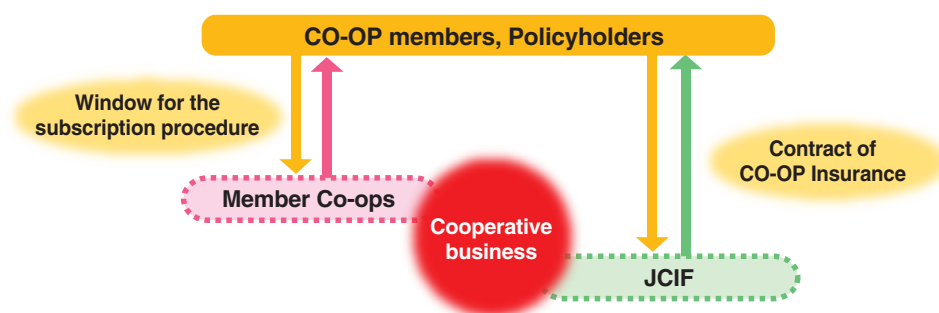 CO-OP members, Policyholders
Window for the
subscription procedure
Contract of
CO-OP Insurance
Member Co-ops
Cooperative
business
JCIF